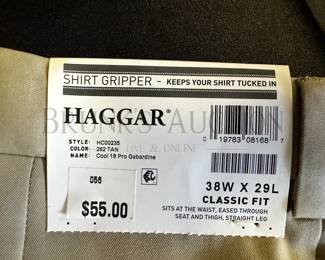 SHIRT GRIPPER – KEEPS YOUR SHIRT TUCKED IN
HAGGAR®
STYLE: HC00235
COLOR: 262 TAN
NAME: Cool 18 Pro Gabardine
0 19783 08168 7
056
$55.00
38W X 29L
CLASSIC FIT
SITS AT THE WAIST, EASED THROUGH
SEAT AND THIGH, STRAIGHT LEG
LIVE & ONLINE